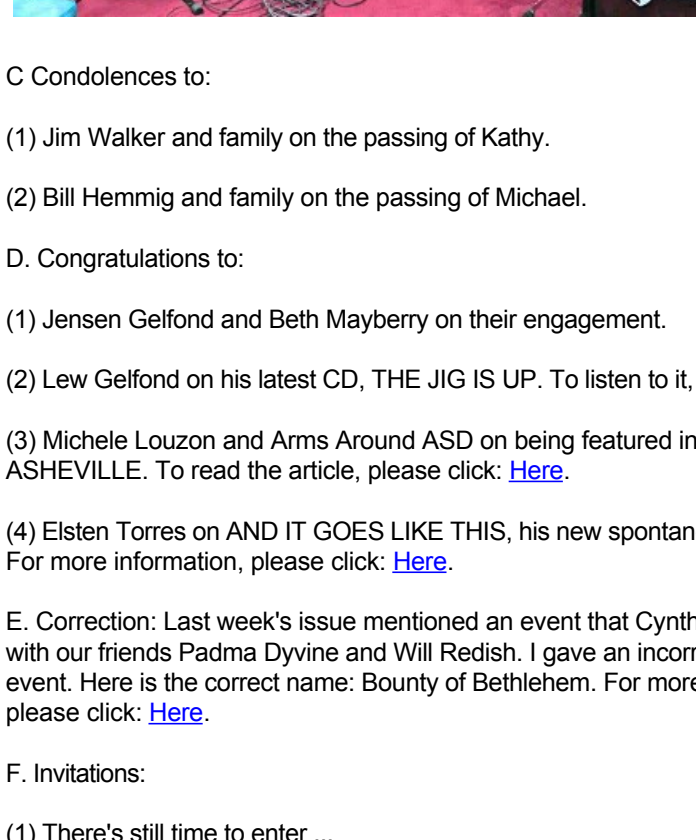 C Condolences to:
(1) Jim Walker and family on the passing of Kathy.
(2) Bill Hemmig and family on the passing of Michael.
D. Congratulations to:
(1) Jensen Gelfond and Beth Mayberry on their engagement.
(2) Lew Gelfond on his latest CD, THE JIG IS UP. To listen to it,
(3) Michele Louzon and Arms Around ASD on being featured in
ASHEVILLE. To read the article, please click: Here.
(4) Elsten Torres on AND IT GOES LIKE THIS, his new spontan
For more information, please click: Here.
E. Correction: Last week's issue mentioned an event that Cynth
with our friends Padma Dyvine and Will Redish. I gave an incorr
event. Here is the correct name: Bounty of Bethlehem. For more
please click: Here.
F. Invitations:
(1) There's still time to enter ...